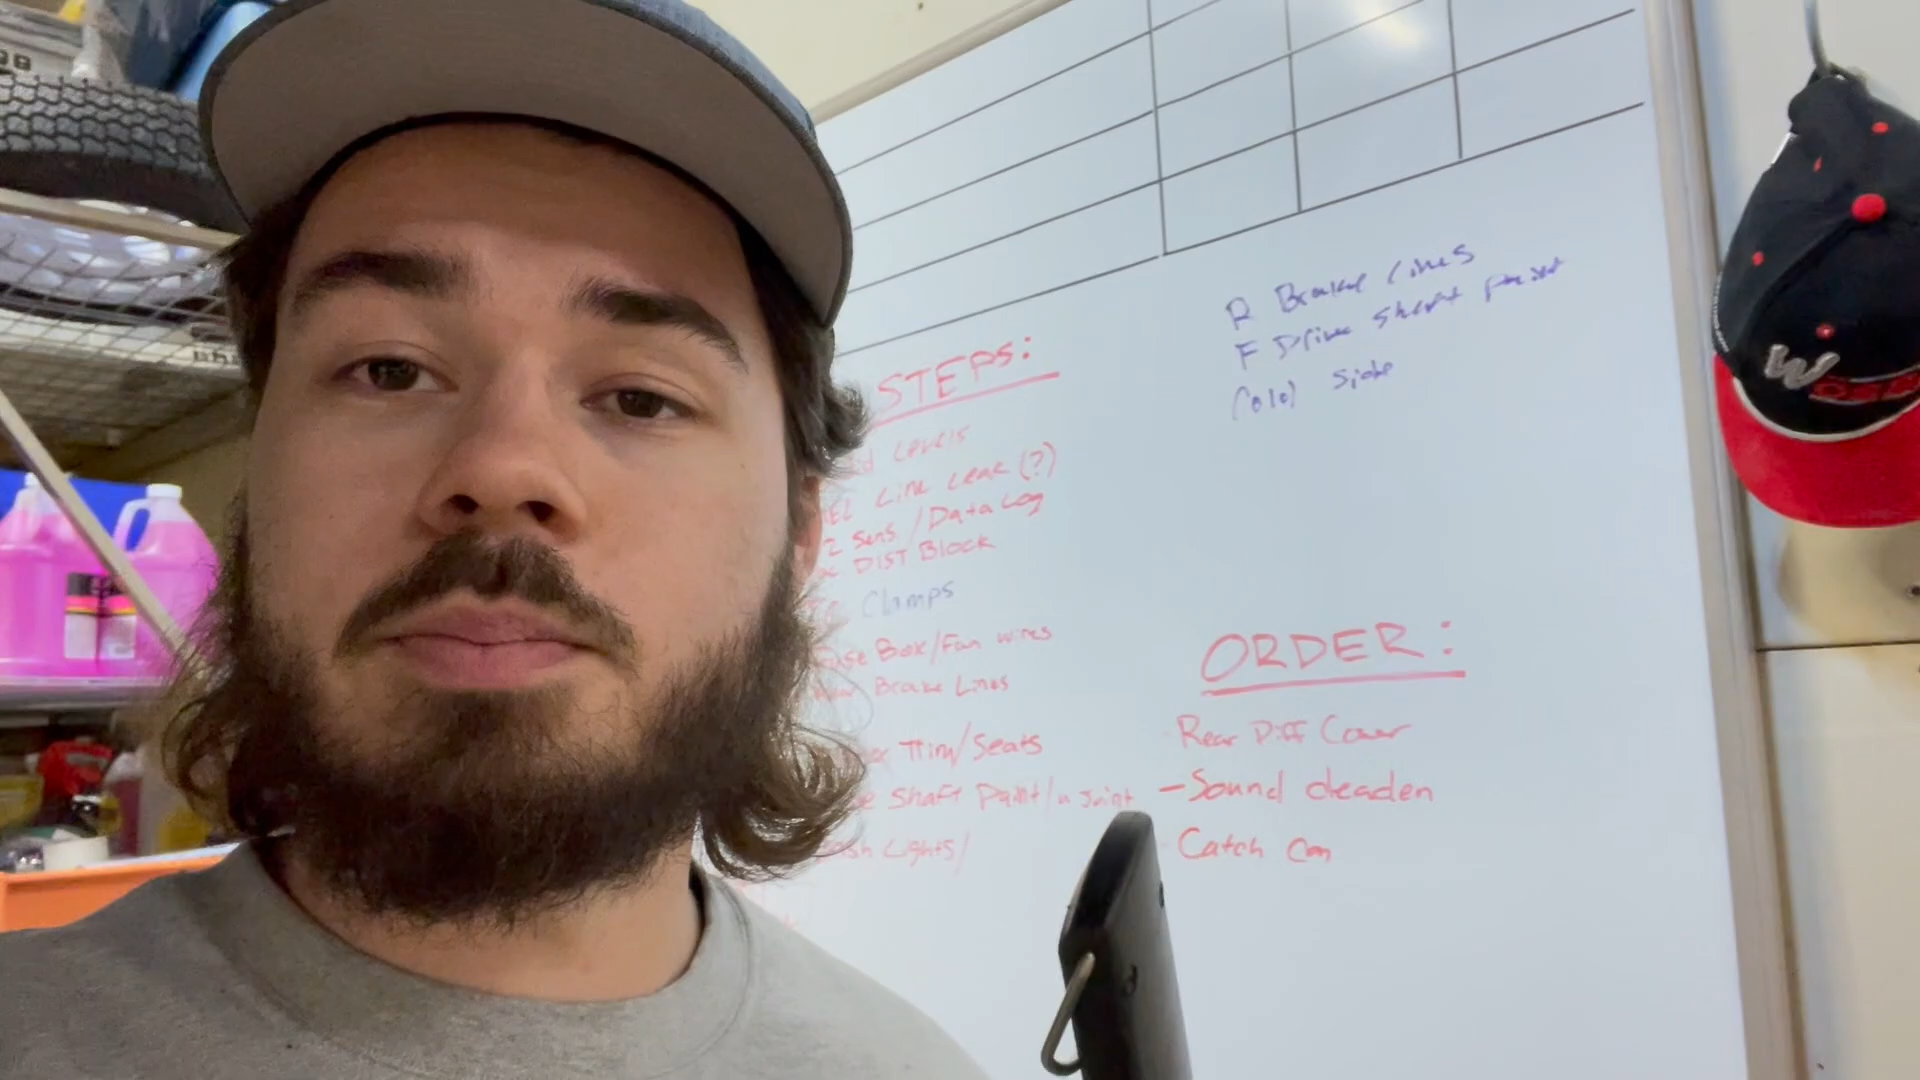 STEPS:
Levels
Line Leak (?)
Sens / Data Log
DIST BLOCK
Clamps
Box/Fan wires
Brake Lines
Trim/Seats
Shaft Paint/u Joint
Lights/
R Brake Lines
F Drive Shaft paint
Cold Side
ORDER:
Rear Diff Cover
- Sound deaden
- Catch Can
W